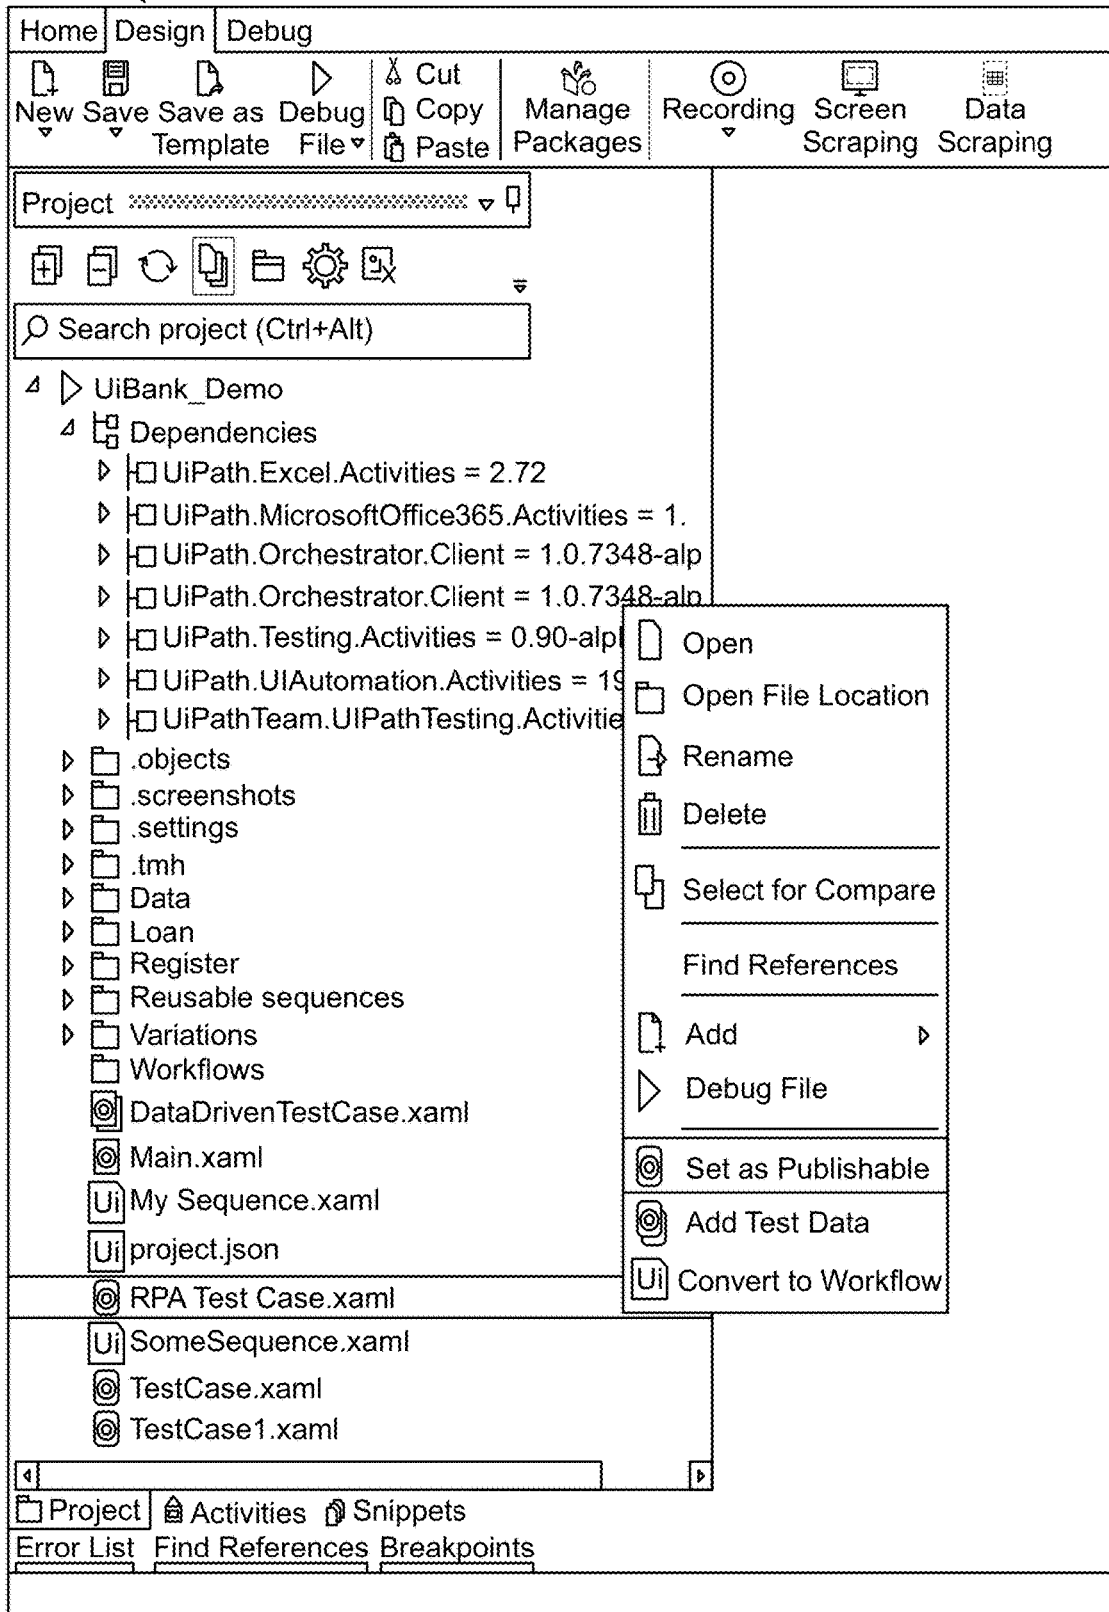 Home Design Debug
New Save Save as Debug Cut Copy Manage Recording Screen Data
Template File Paste Packages Scraping Scraping
Project
Search project (Ctrl+Alt)
UiBank_Demo
Dependencies
UiPath.Excel.Activities = 2.72
UiPath.MicrosoftOffice365.Activities = 1.
UiPath.Orchestrator.Client = 1.0.7348-alp
UiPath.Orchestrator.Client = 1.0.7348-alp
UiPath.Testing.Activities = 0.90-alp
UiPath.UIAutomation.Activities = 19
UiPathTeam.UIPathTesting.Activitie
.objects
.screenshots
.settings
.tmh
Data
Loan
Register
Reusable sequences
Variations
Workflows
DataDrivenTestCase.xaml
Main.xaml
Ui My Sequence.xaml
Ui project.json
RPA Test Case.xaml
Ui SomeSequence.xaml
TestCase.xaml
TestCase1.xaml
Open
Open File Location
Rename
Delete
Select for Compare
Find References
Add
Debug File
Set as Publishable
Add Test Data
Ui Convert to Workflow
Project Activities Snippets
Error List Find References Breakpoints